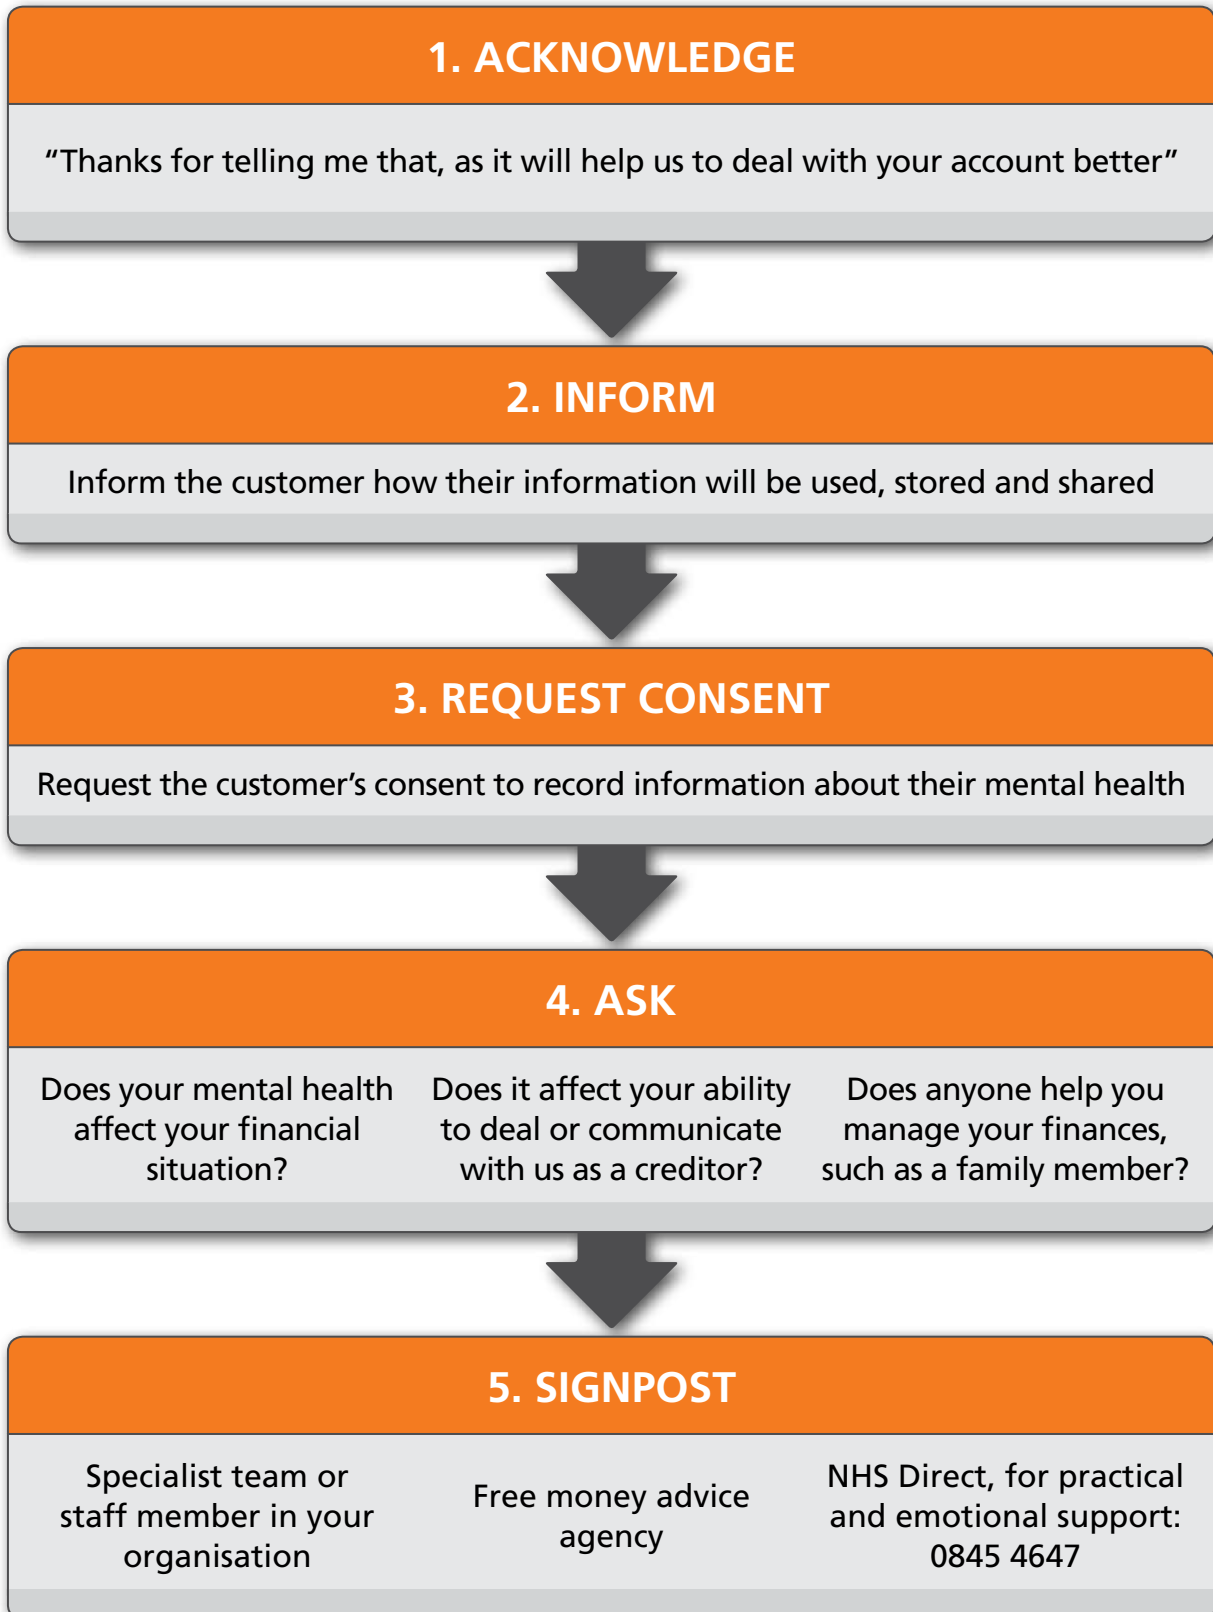 1. ACKNOWLEDGE
“Thanks for telling me that, as it will help us to deal with your account better”
2. INFORM
Inform the customer how their information will be used, stored and shared
3. REQUEST CONSENT
Request the customer’s consent to record information about their mental health
4. ASK
Does your mental health
affect your financial
situation?
Does it affect your ability
to deal or communicate
with us as a creditor?
Does anyone help you
manage your finances,
such as a family member?
5. SIGNPOST
Specialist team or
staff member in your
organisation
Free money advice
agency
NHS Direct, for practical
and emotional support:
0845 4647